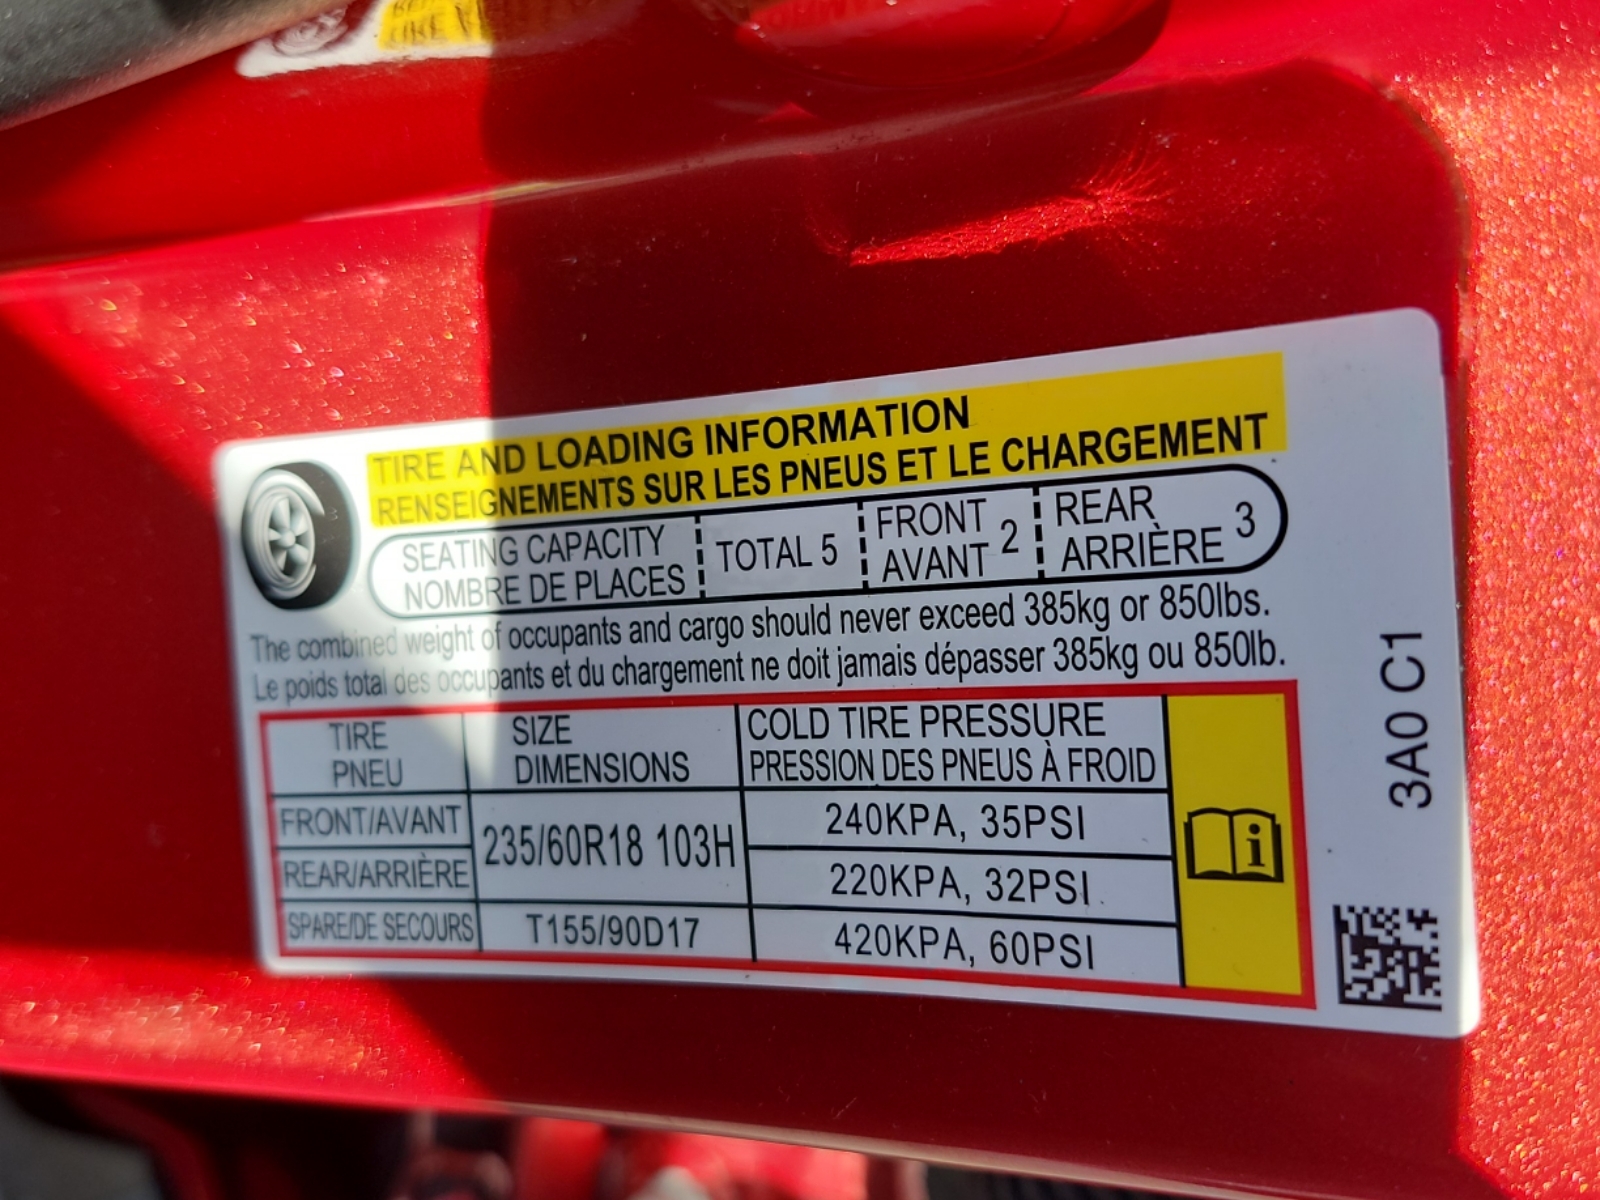 TIRE AND LOADING INFORMATION
RENSEIGNEMENTS SUR LES PNEUS ET LE CHARGEMENT
SEATING CAPACITY
NOMBRE DE PLACES
TOTAL 5
FRONT
AVANT 2
REAR
ARRIÈRE 3
The combined weight of occupants and cargo should never exceed 385kg or 850lbs.
Le poids total des occupants et du chargement ne doit jamais dépasser 385kg ou 850lb.
TIRE
PNEU
SIZE
DIMENSIONS
COLD TIRE PRESSURE
PRESSION DES PNEUS À FROID
FRONT/AVANT
235/60R18 103H
240KPA, 35PSI
REAR/ARRIÈRE
220KPA, 32PSI
SPARE/DE SECOURS
T155/90D17
420KPA, 60PSI
3A0 C1